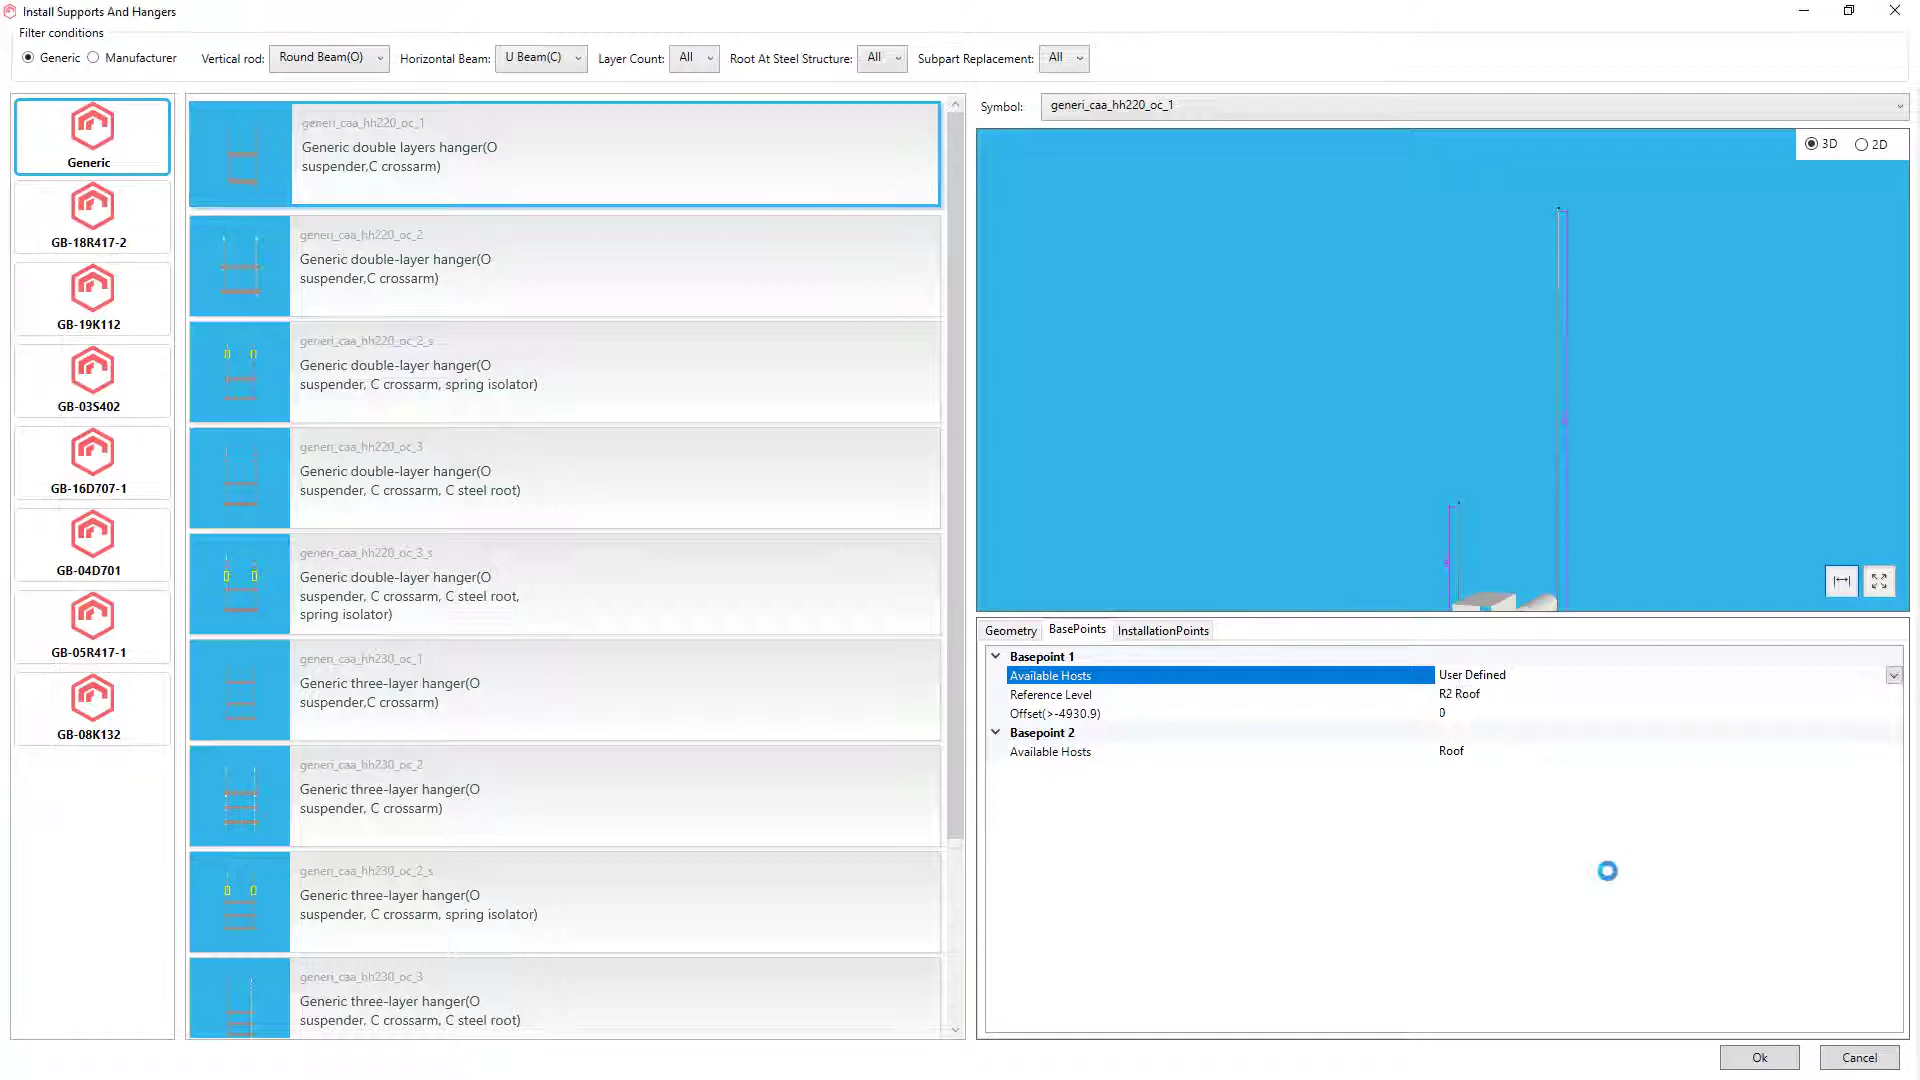 Install Supports And Hangers
Filter conditions
Generic Manufacturer Vertical rod: Round Beam(O) Horizontal Beam: U Beam(C) Layer Count: All Root At Steel Structure: All Subpart Replacement: All
Generic
GB-18R417-2
GB-19K112
GB-03S402
GB-16D707-1
GB-04D701
GB-05R417-1
GB-08K132
generi_caa_hh220_oc_1
Generic double layers hanger(O
suspender,C crossarm)
generi_caa_hh220_oc_2
Generic double-layer hanger(O
suspender,C crossarm)
generi_caa_hh220_oc_2_s
Generic double-layer hanger(O
suspender, C crossarm, spring isolator)
generi_caa_hh220_oc_3
Generic double-layer hanger(O
suspender, C crossarm, C steel root)
generi_caa_hh220_oc_3_s
Generic double-layer hanger(O
suspender, C crossarm, C steel root,
spring isolator)
generi_caa_hh230_oc_1
Generic three-layer hanger(O
suspender,C crossarm)
generi_caa_hh230_oc_2
Generic three-layer hanger(O
suspender, C crossarm)
generi_caa_hh230_oc_2_s
Generic three-layer hanger(O
suspender, C crossarm, spring isolator)
generi_caa_hh230_oc_3
Generic three-layer hanger(O
suspender, C crossarm, C steel root)
Symbol: generi_caa_hh220_oc_1
3D 2D
Geometry BasePoints InstallationPoints
Basepoint 1
Available Hosts User Defined
Reference Level R2 Roof
Offset(>-4930.9) 0
Basepoint 2
Available Hosts Roof
Ok Cancel